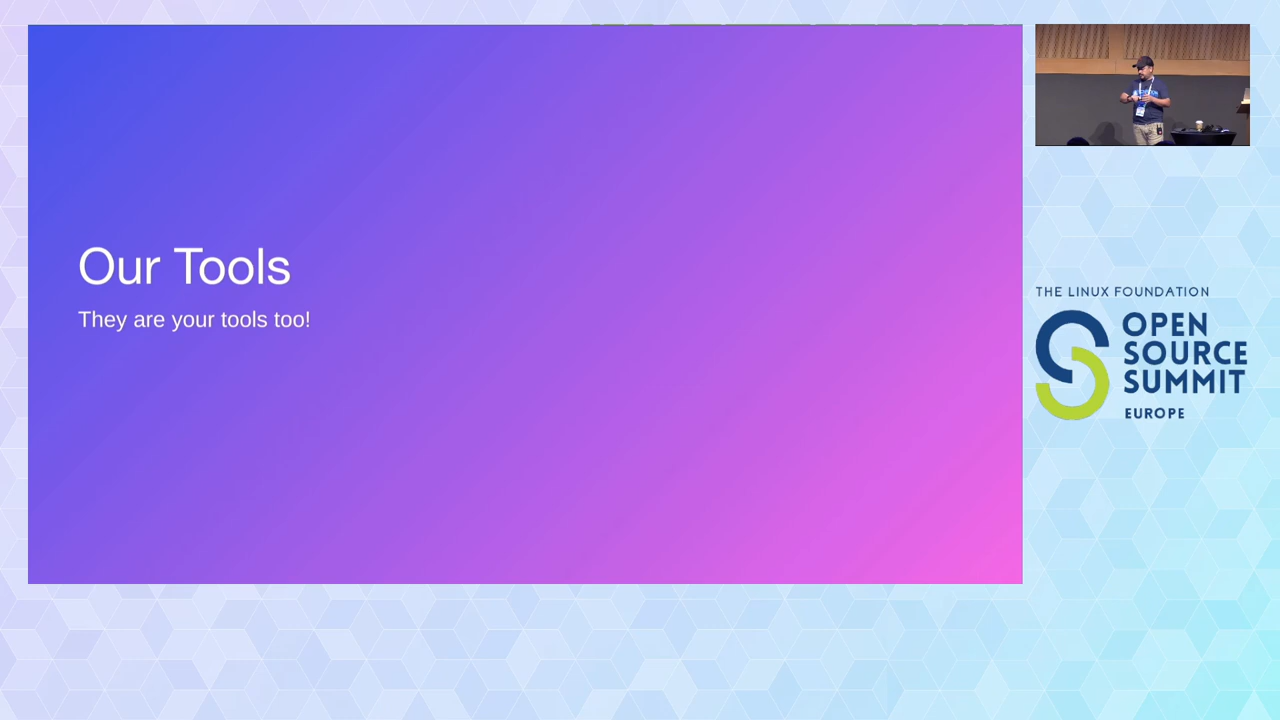 Our Tools
They are your tools too!
THE LINUX FOUNDATION
OPEN
SOURCE
SUMMIT
EUROPE